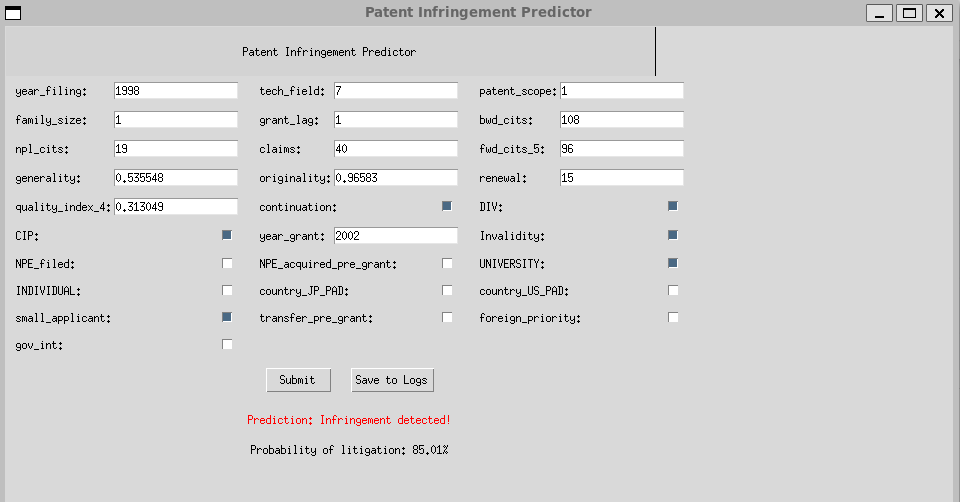 Patent Infringement Predictor
Patent Infringement Predictor
year_filing: 1998 tech_field: 7 patent_scope: 1
family_size: 1 grant_lag: 1 bwd_cits: 108
npl_cits: 19 claims: 40 fwd_cits_5: 96
generality: 0.535548 originality: 0.96583 renewal: 15
quality_index_4: 0.313049 continuation: DIV:
CIP: year_grant: 2002 Invalidity:
NPE_filed: NPE_acquired_pre_grant: UNIVERSITY:
INDIVIDUAL: country_JP_PAD: country_US_PAD:
small_applicant: transfer_pre_grant: foreign_priority:
gov_int:
Submit Save to Logs
Prediction: Infringement detected!
Probability of litigation: 85.01%